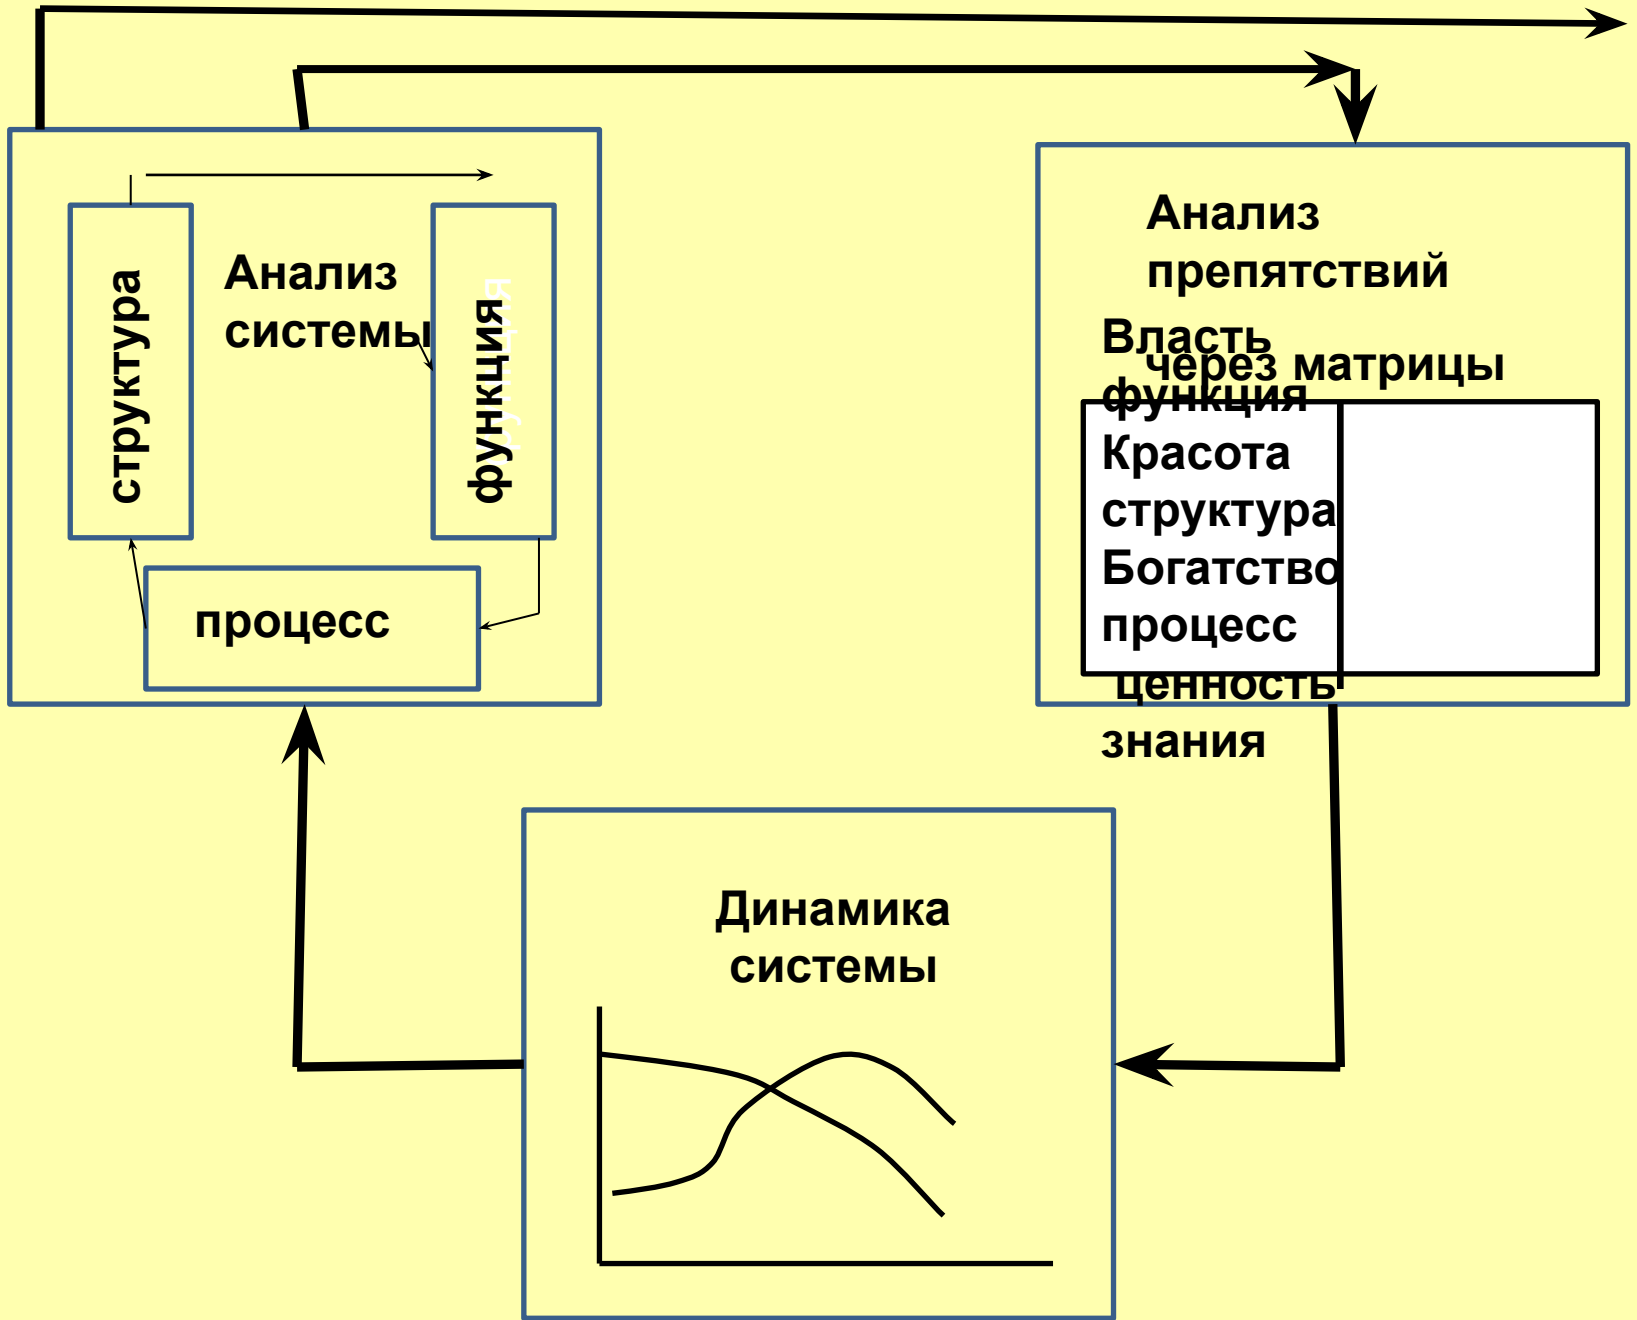 Анализ
системы
структура
функция
функция
процесс
Анализ
препятствий
через матрицы
Власть
функция
Красота
структура
Богатство
процесс
ценность
знания
Динамика
системы